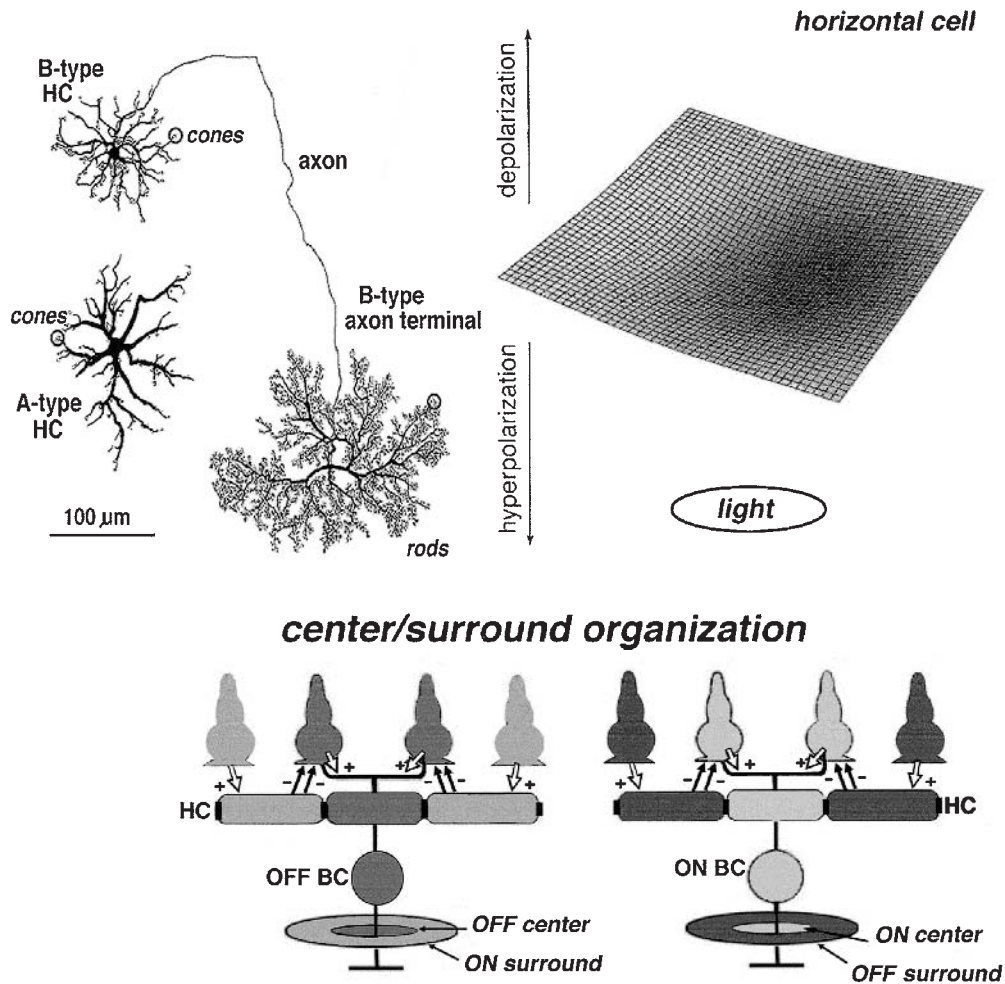 B-type
HC
cones
axon
cones
A-type
HC
B-type
axon terminal
100 µm
rods
horizontal cell
depolarization
hyperpolarization
light
center/surround organization
+ + + +
- - - -
HC
OFF BC
OFF center
ON surround
+ + + +
- - - -
HC
ON BC
ON center
OFF surround